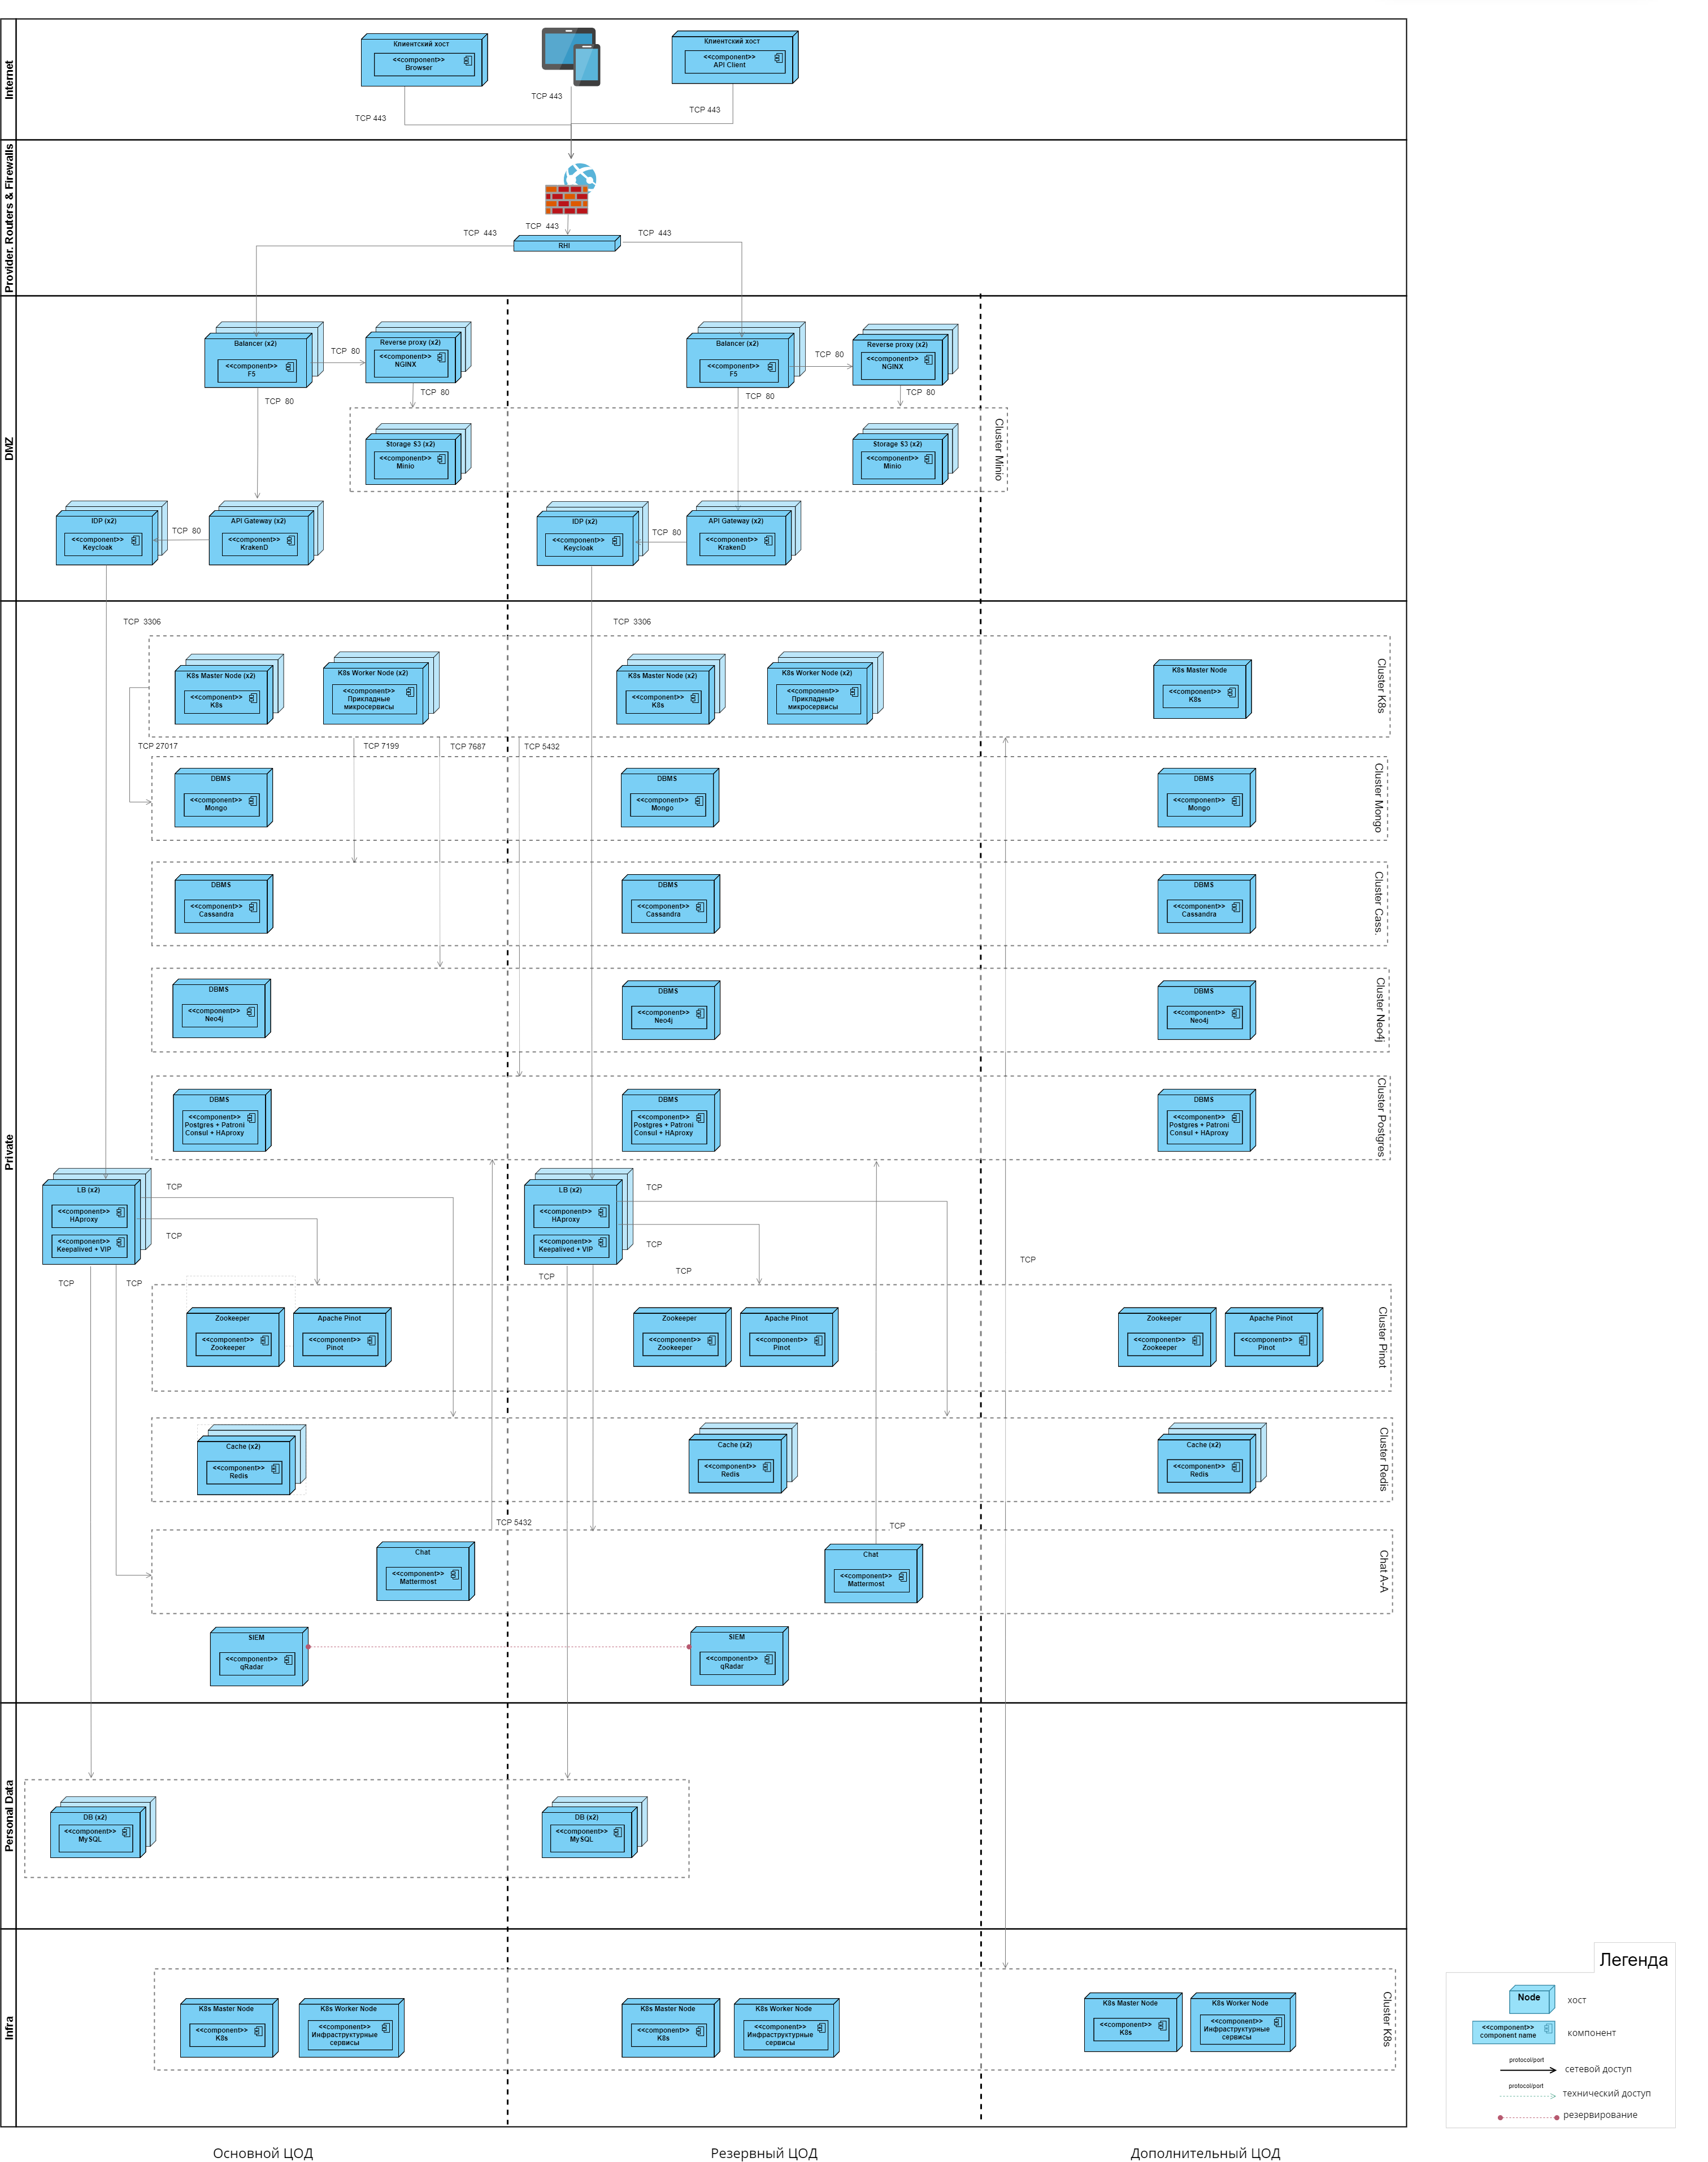 Internet
Клиентский хост
<<component>>
Browser
Клиентский хост
<<component>>
API Client
TCP 443
TCP 443
TCP 443
Provider. Routers & Firewalls
TCP 443
TCP 443
TCP 443
RHI
DMZ
Balancer (x2)
<<component>>
F5
TCP 80
Reverse proxy (x2)
<<component>>
NGINX
Balancer (x2)
<<component>>
F5
TCP 80
Reverse proxy (x2)
<<component>>
NGINX
TCP 80
TCP 80
TCP 80
TCP 80
Storage S3 (x2)
<<component>>
Minio
Storage S3 (x2)
<<component>>
Minio
Cluster Minio
IDP (x2)
<<component>>
Keycloak
TCP 80
API Gateway (x2)
<<component>>
KrakenD
IDP (x2)
<<component>>
Keycloak
TCP 80
API Gateway (x2)
<<component>>
KrakenD
Private
TCP 3306
TCP 3306
K8s Master Node (x2)
<<component>>
K8s
K8s Worker Node (x2)
<<component>>
Прикладные
микросервисы
K8s Master Node (x2)
<<component>>
K8s
K8s Worker Node (x2)
<<component>>
Прикладные
микросервисы
K8s Master Node
<<component>>
K8s
Cluster K8s
TCP 27017
TCP 7199
TCP 7687
TCP 5432
DBMS
<<component>>
Mongo
DBMS
<<component>>
Mongo
DBMS
<<component>>
Mongo
Cluster Mongo
DBMS
<<component>>
Cassandra
DBMS
<<component>>
Cassandra
DBMS
<<component>>
Cassandra
Cluster Cass.
DBMS
<<component>>
Neo4j
DBMS
<<component>>
Neo4j
DBMS
<<component>>
Neo4j
Cluster Neo4j
DBMS
<<component>>
Postgres + Patroni
Consul + HAproxy
DBMS
<<component>>
Postgres + Patroni
Consul + HAproxy
DBMS
<<component>>
Postgres + Patroni
Consul + HAproxy
Cluster Postgres
LB (x2)
<<component>>
HAproxy
<<component>>
Keepalived + VIP
TCP
TCP
TCP
TCP
LB (x2)
<<component>>
HAproxy
<<component>>
Keepalived + VIP
TCP
TCP
TCP
TCP
TCP
Zookeeper
<<component>>
Zookeeper
Apache Pinot
<<component>>
Pinot
Zookeeper
<<component>>
Zookeeper
Apache Pinot
<<component>>
Pinot
Zookeeper
<<component>>
Zookeeper
Apache Pinot
<<component>>
Pinot
Cluster Pinot
Cache (x2)
<<component>>
Redis
Cache (x2)
<<component>>
Redis
Cache (x2)
<<component>>
Redis
Cluster Redis
TCP 5432
TCP
Chat
<<component>>
Mattermost
Chat
<<component>>
Mattermost
Chat A-A
SIEM
<<component>>
qRadar
SIEM
<<component>>
qRadar
Personal Data
DB (x2)
<<component>>
MySQL
DB (x2)
<<component>>
MySQL
Infra
K8s Master Node
<<component>>
K8s
K8s Worker Node
<<component>>
Инфраструктурные
сервисы
K8s Master Node
<<component>>
K8s
K8s Worker Node
<<component>>
Инфраструктурные
сервисы
K8s Master Node
<<component>>
K8s
K8s Worker Node
<<component>>
Инфраструктурные
сервисы
Cluster K8s
Основной ЦОД
Резервный ЦОД
Дополнительный ЦОД
Легенда
Node
хост
<<component>>
component name
компонент
protocol/port
сетевой доступ
protocol/port
технический доступ
резервирование